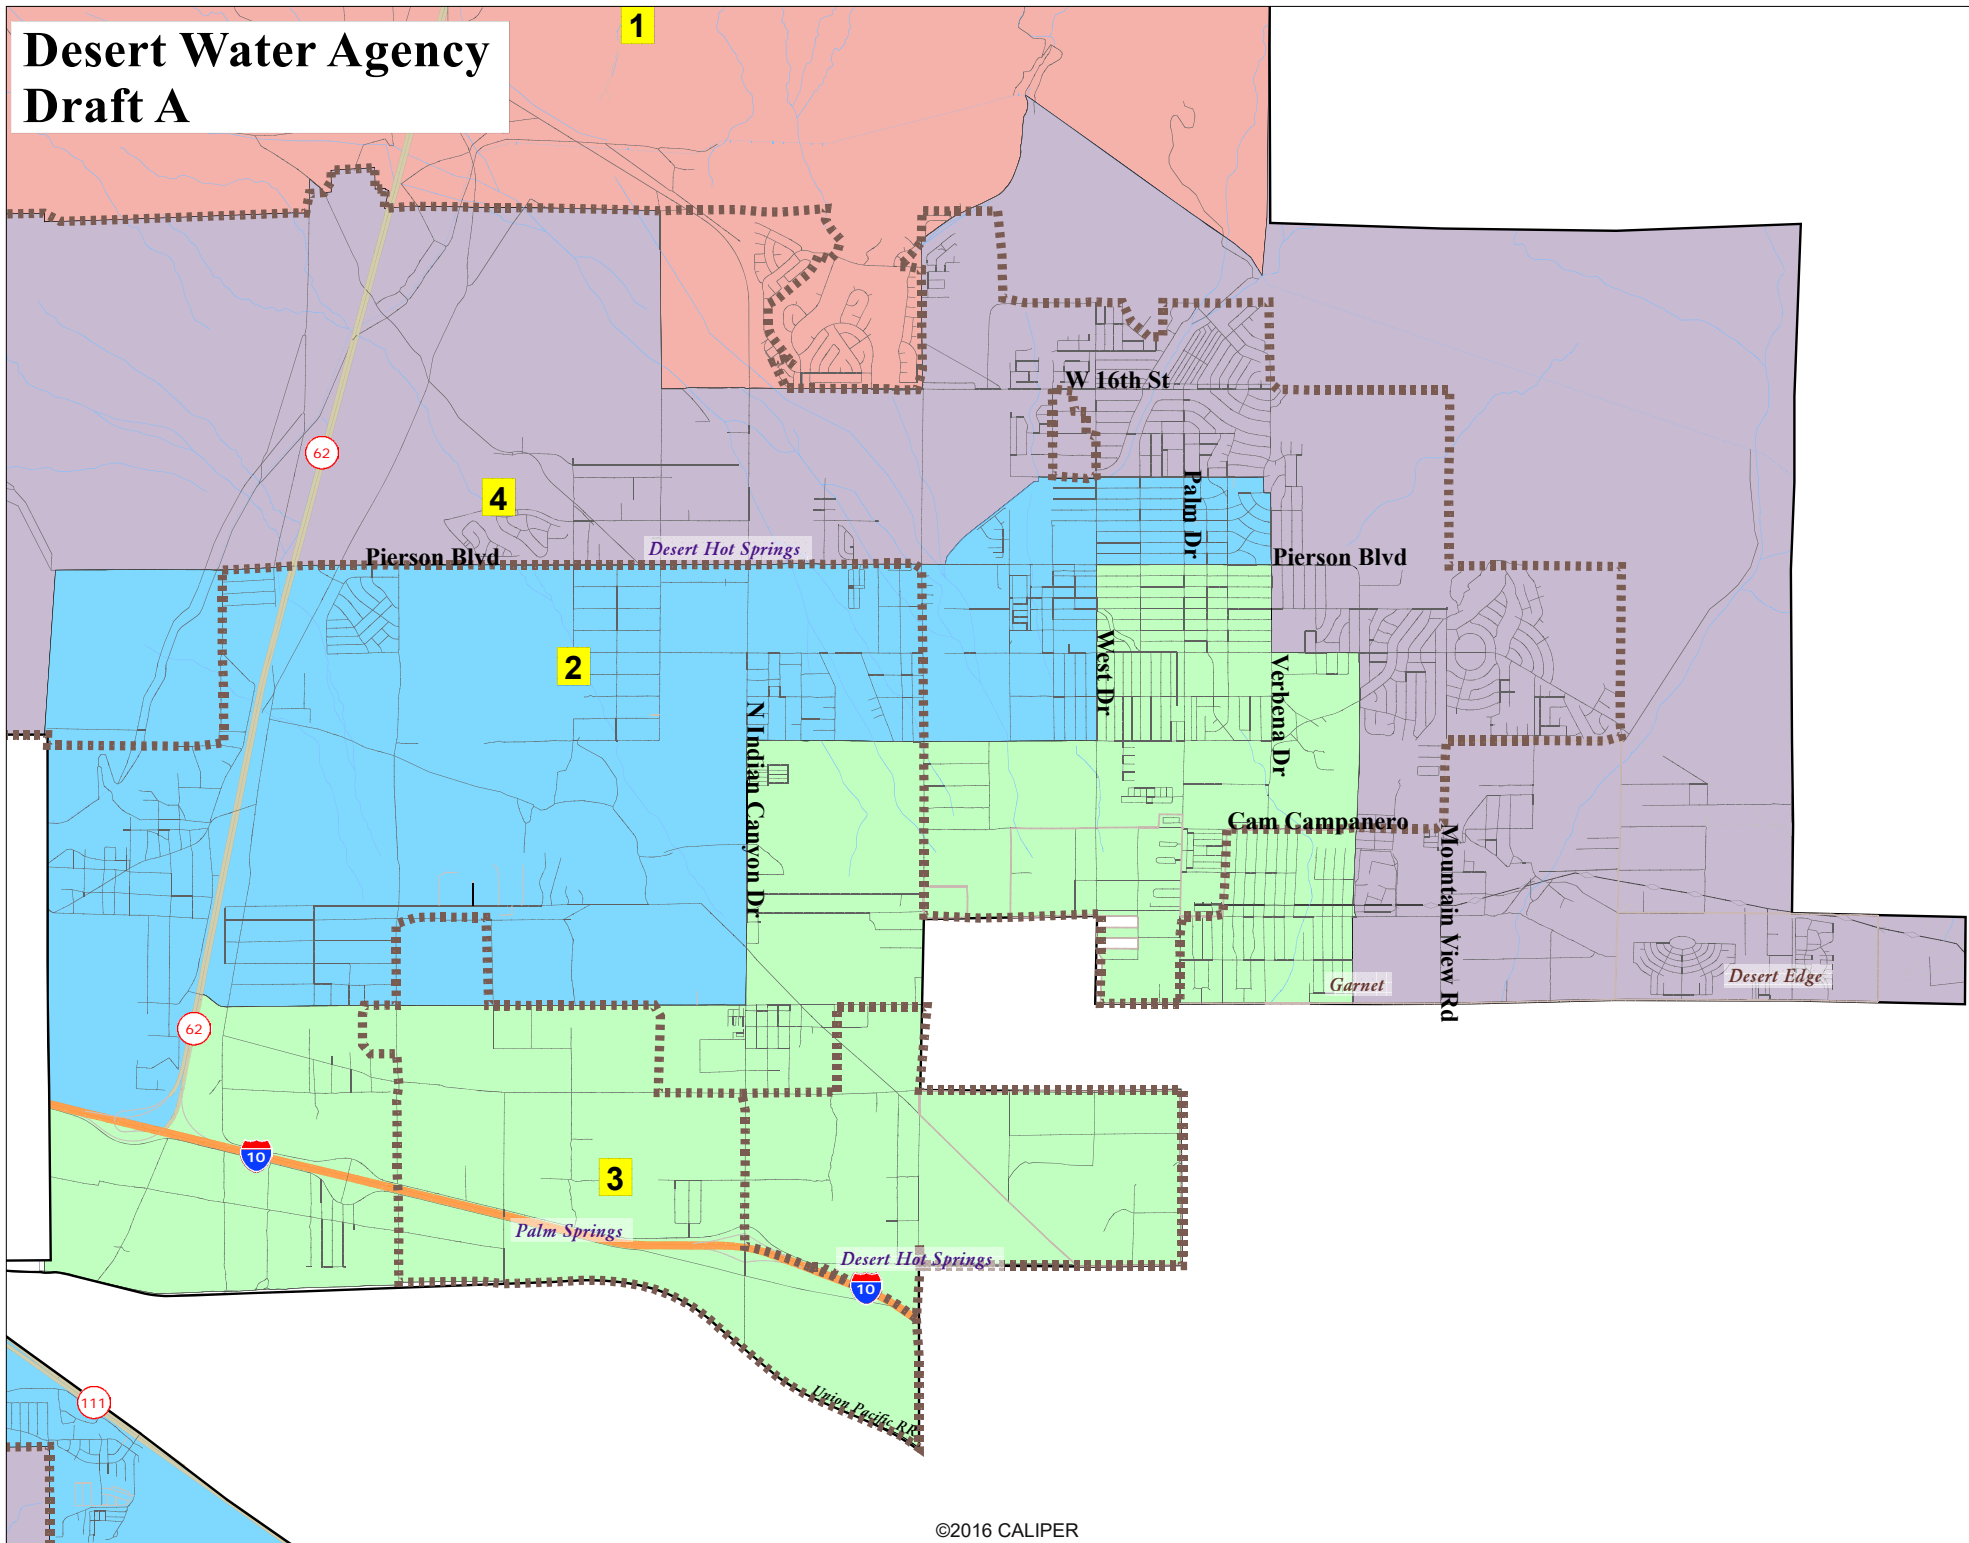 1
Desert Water Agency
Draft A
W 16th St
62
4
Palm Dr
Desert Hot Springs
Pierson Blvd
Pierson Blvd
2
West Dr
Verbena Dr
N Indian Canyon Dr
Cam Campanero
Mountain View Rd
Desert Edge
Garnet
62
10
3
Palm Springs
Desert Hot Springs
10
Union Pacific RR
111
©2016 CALIPER